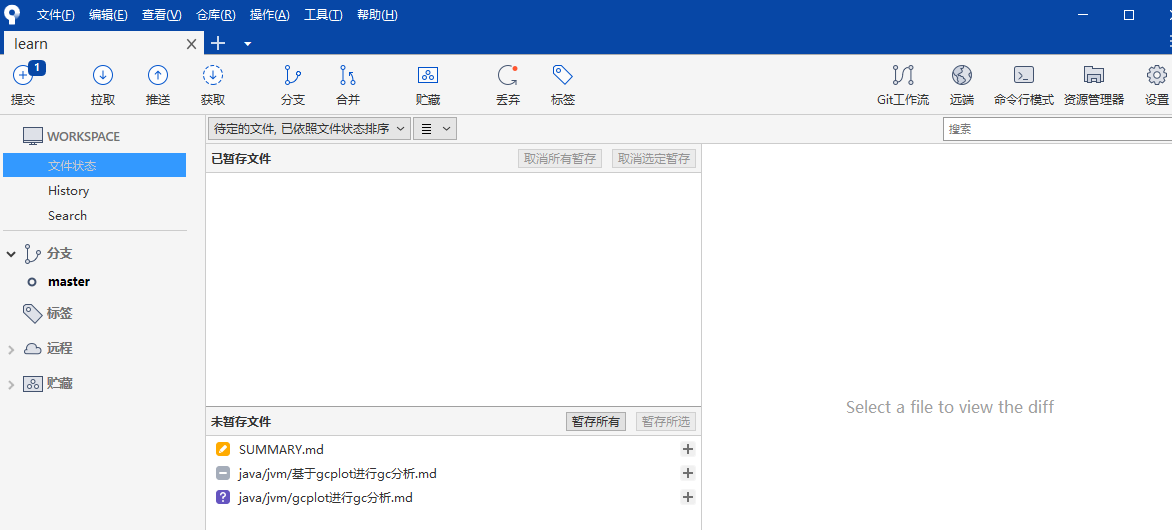 文件(F) 编辑(E) 查看(V) 仓库(R) 操作(A) 工具(T) 帮助(H)
learn
1
提交 拉取 推送 获取 分支 合并 贮藏 丢弃 标签 Git工作流 远端 命令行模式 资源管理器 设置
WORKSPACE
文件状态
History
Search
分支
master
标签
远程
贮藏
待定的文件, 已依照文件状态排序
搜索
已暂存文件 取消所有暂存 取消选定暂存
未暂存文件 暂存所有 暂存所选
SUMMARY.md
java/jvm/基于gcplot进行gc分析.md
java/jvm/gcplot进行gc分析.md
Select a file to view the diff